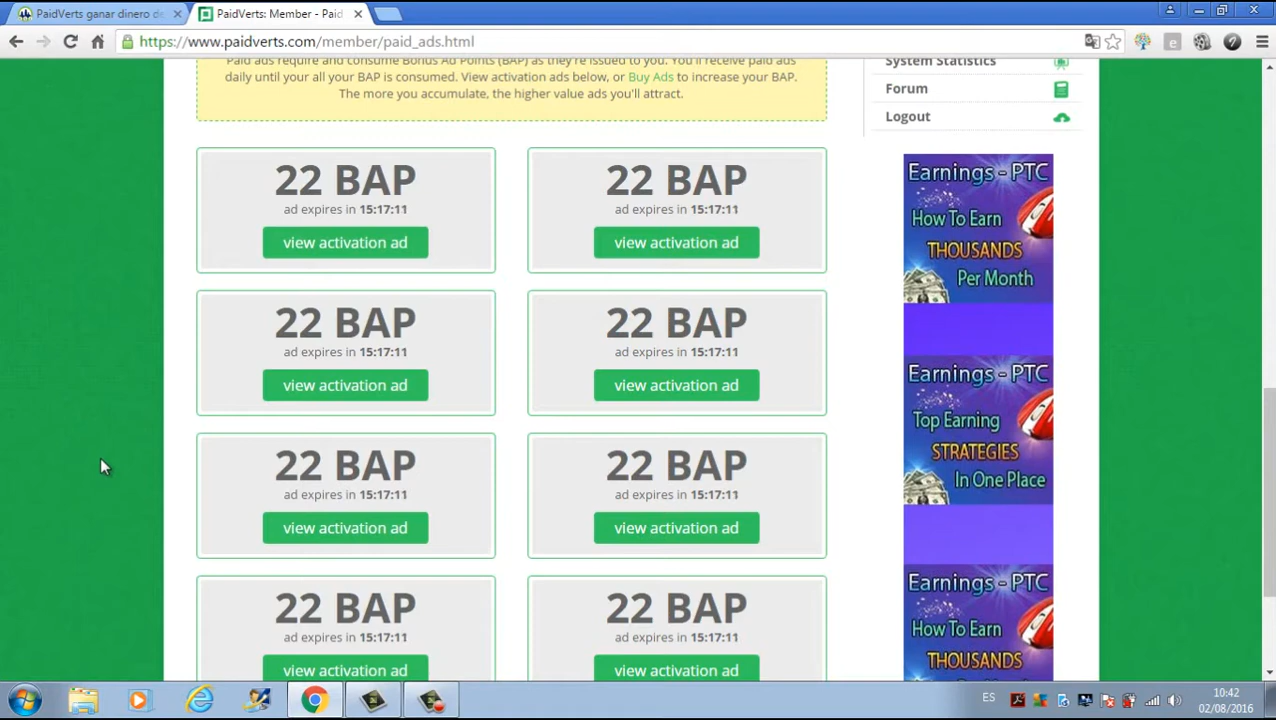 PaidVerts ganar dinero de
PaidVerts: Member - Paid
https://www.paidverts.com/member/paid_ads.html
Paid ads require and consume Bonus Ad Points (BAP) as they're issued to you. You'll receive paid ads
daily until your all your BAP is consumed. View activation ads below, or Buy Ads to increase your BAP.
The more you accumulate, the higher value ads you'll attract.
System Statistics
Forum
Logout
22 BAP
ad expires in 15:17:11
view activation ad
22 BAP
ad expires in 15:17:11
view activation ad
22 BAP
ad expires in 15:17:11
view activation ad
22 BAP
ad expires in 15:17:11
view activation ad
22 BAP
ad expires in 15:17:11
view activation ad
22 BAP
ad expires in 15:17:11
view activation ad
22 BAP
ad expires in 15:17:11
view activation ad
22 BAP
ad expires in 15:17:11
view activation ad
Earnings - PTC
How To Earn
THOUSANDS
Per Month
Earnings - PTC
Top Earning
STRATEGIES
In One Place
Earnings - PTC
How To Earn
THOUSANDS
ES
10:42
02/08/2016